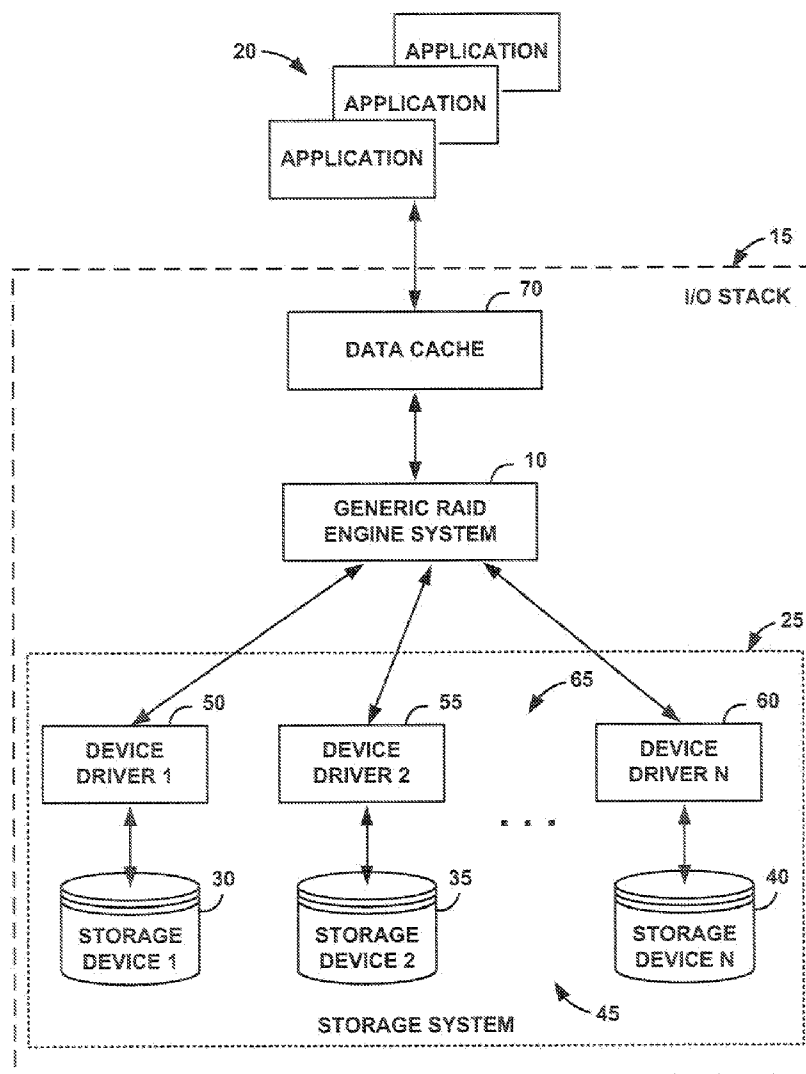 APPLICATION
20
APPLICATION
APPLICATION
15
I/O STACK
70
DATA CACHE
10
GENERIC RAID
ENGINE SYSTEM
25
65
50
DEVICE
DRIVER 1
55
DEVICE
DRIVER 2
60
DEVICE
DRIVER N
. . .
30
STORAGE
DEVICE 1
35
STORAGE
DEVICE 2
40
STORAGE
DEVICE N
45
STORAGE SYSTEM